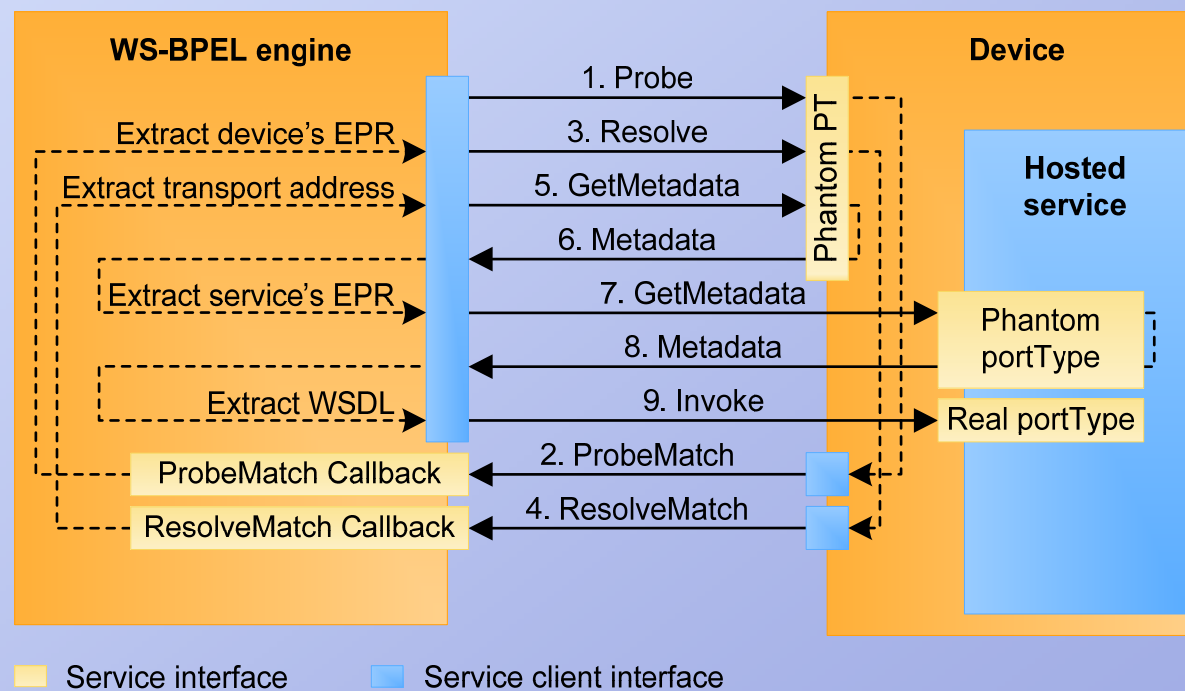 WS-BPEL engine
Device
1. Probe
Extract device's EPR
3. Resolve
Phantom PT
Hosted
service
Extract transport address
5. GetMetadata
6. Metadata
Extract service's EPR
7. GetMetadata
Phantom
portType
8. Metadata
Extract WSDL
9. Invoke
Real portType
ProbeMatch Callback
2. ProbeMatch
ResolveMatch Callback
4. ResolveMatch
Service interface
Service client interface